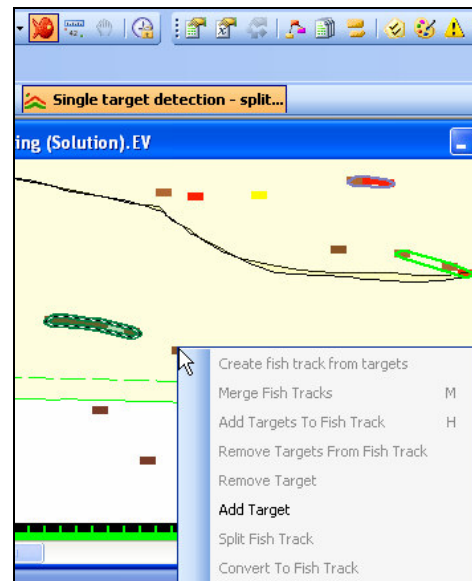 Single target detection - split...
ing (Solution).EV
Create fish track from targets
Merge Fish Tracks M
Add Targets To Fish Track H
Remove Targets From Fish Track
Remove Target
Add Target
Split Fish Track
Convert To Fish Track